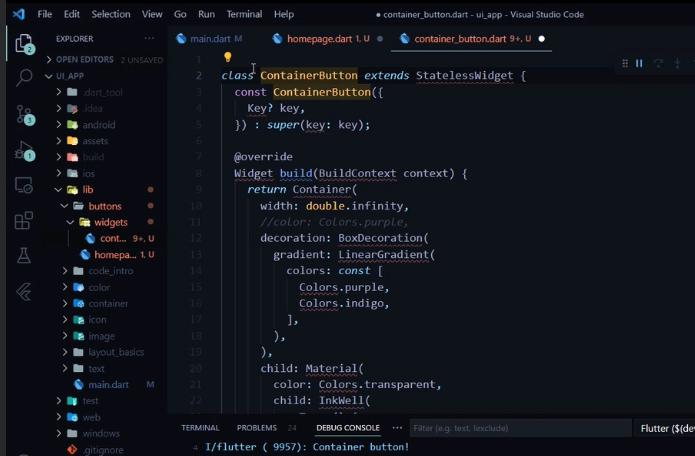 File Edit Selection View Go Run Terminal Help
container_button.dart - ui_app - Visual Studio Code
EXPLORER
main.dart M
homepage.dart 1, U
container_button.dart 9+, U
OPEN EDITORS 2 UNSAVED
UI_APP
.dart_tool
.idea
android
assets
build
ios
lib
buttons
widgets
cont... 9+, U
homepa... 1, U
code_intro
color
container
icon
image
layout_basics
text
main.dart M
test
web
windows
.gitignore
2
3
1
1
2 class ContainerButton extends StatelessWidget {
3 const ContainerButton({
4 Key? key,
5 }) : super(key: key);
6
7 @override
8 Widget build(BuildContext context) {
9 return Container(
10 width: double.infinity,
11 //color: Colors.purple,
12 decoration: BoxDecoration(
13 gradient: LinearGradient(
14 colors: const [
15 Colors.purple,
16 Colors.indigo,
17 ],
18 ),
19 ),
20 child: Material(
21 color: Colors.transparent,
22 child: InkWell(
TERMINAL PROBLEMS 24 DEBUG CONSOLE Filter (e.g. text, !exclude) Flutter (${dev
4 I/flutter ( 9957): Container button!